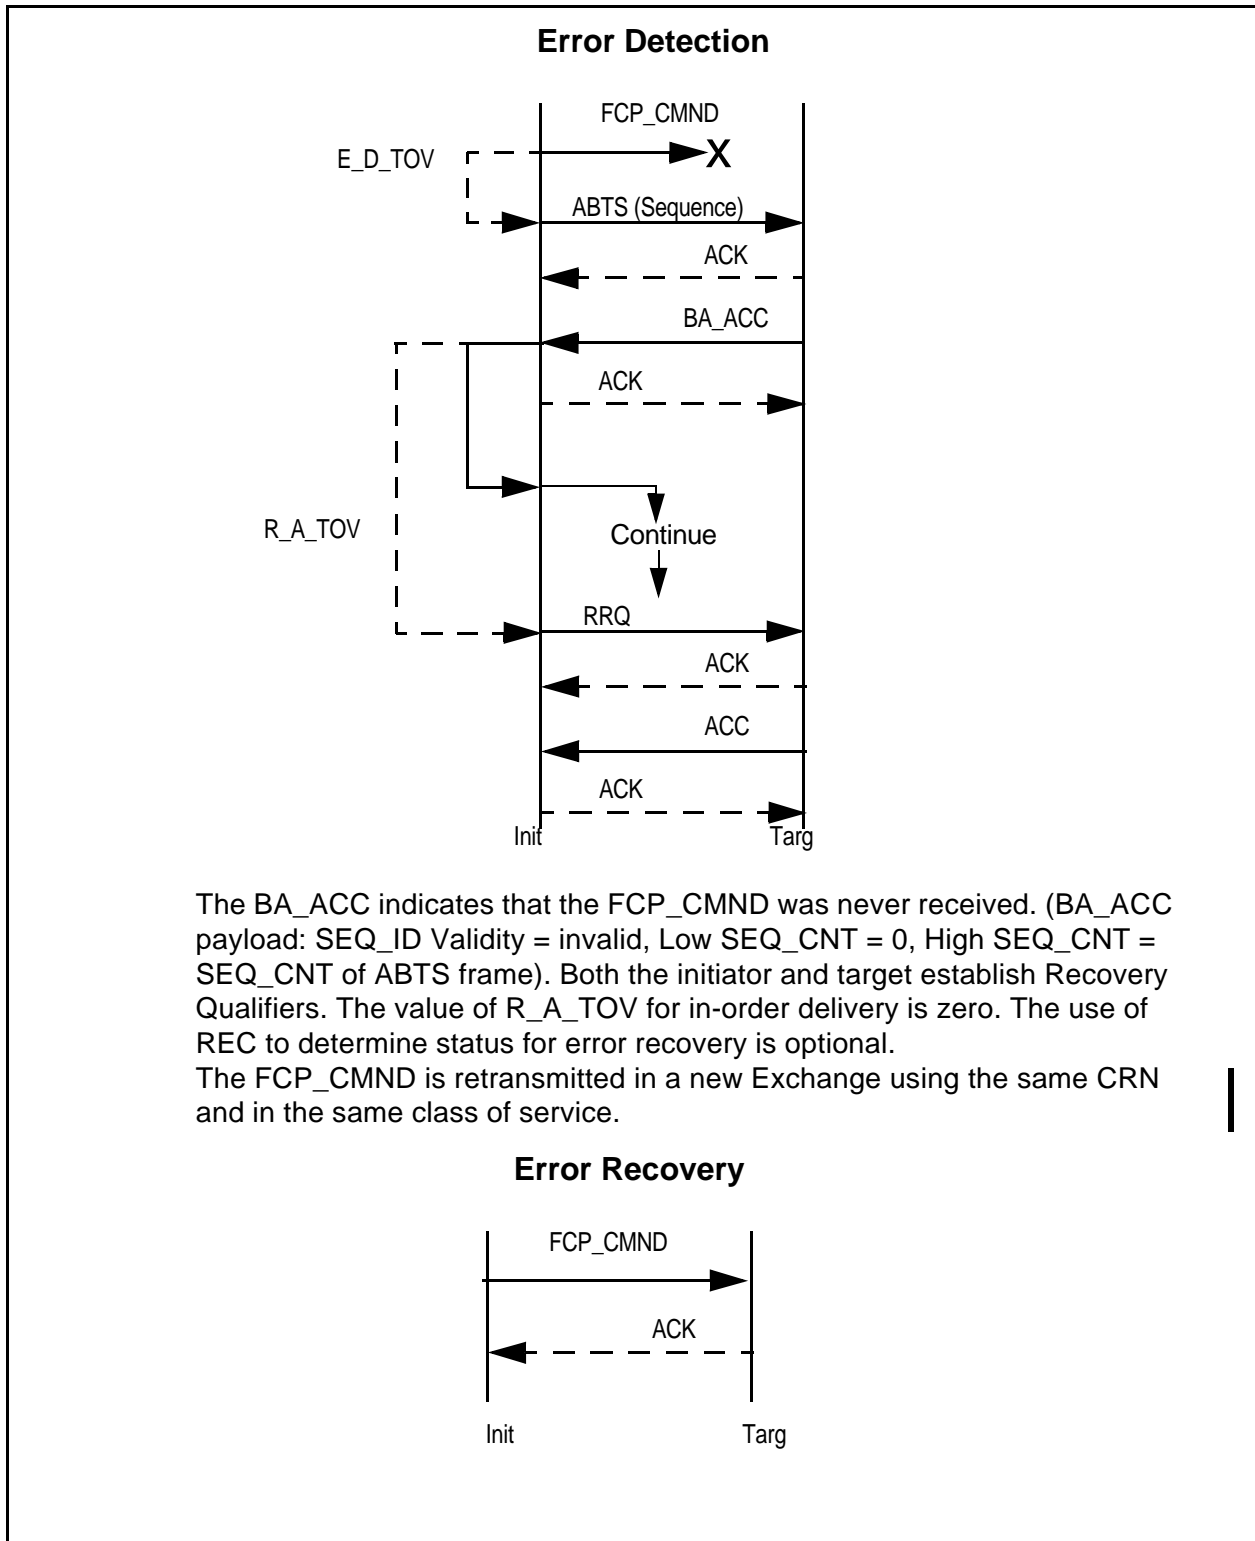 Error Detection
FCP_CMND
E_D_TOV
X
ABTS (Sequence)
ACK
BA_ACC
ACK
R_A_TOV
Continue
RRQ
ACK
ACC
ACK
Init
Targ
The BA_ACC indicates that the FCP_CMND was never received. (BA_ACC
payload: SEQ_ID Validity = invalid, Low SEQ_CNT = 0, High SEQ_CNT =
SEQ_CNT of ABTS frame). Both the initiator and target establish Recovery
Qualifiers. The value of R_A_TOV for in-order delivery is zero. The use of
REC to determine status for error recovery is optional.
The FCP_CMND is retransmitted in a new Exchange using the same CRN
and in the same class of service.
Error Recovery
FCP_CMND
ACK
Init
Targ